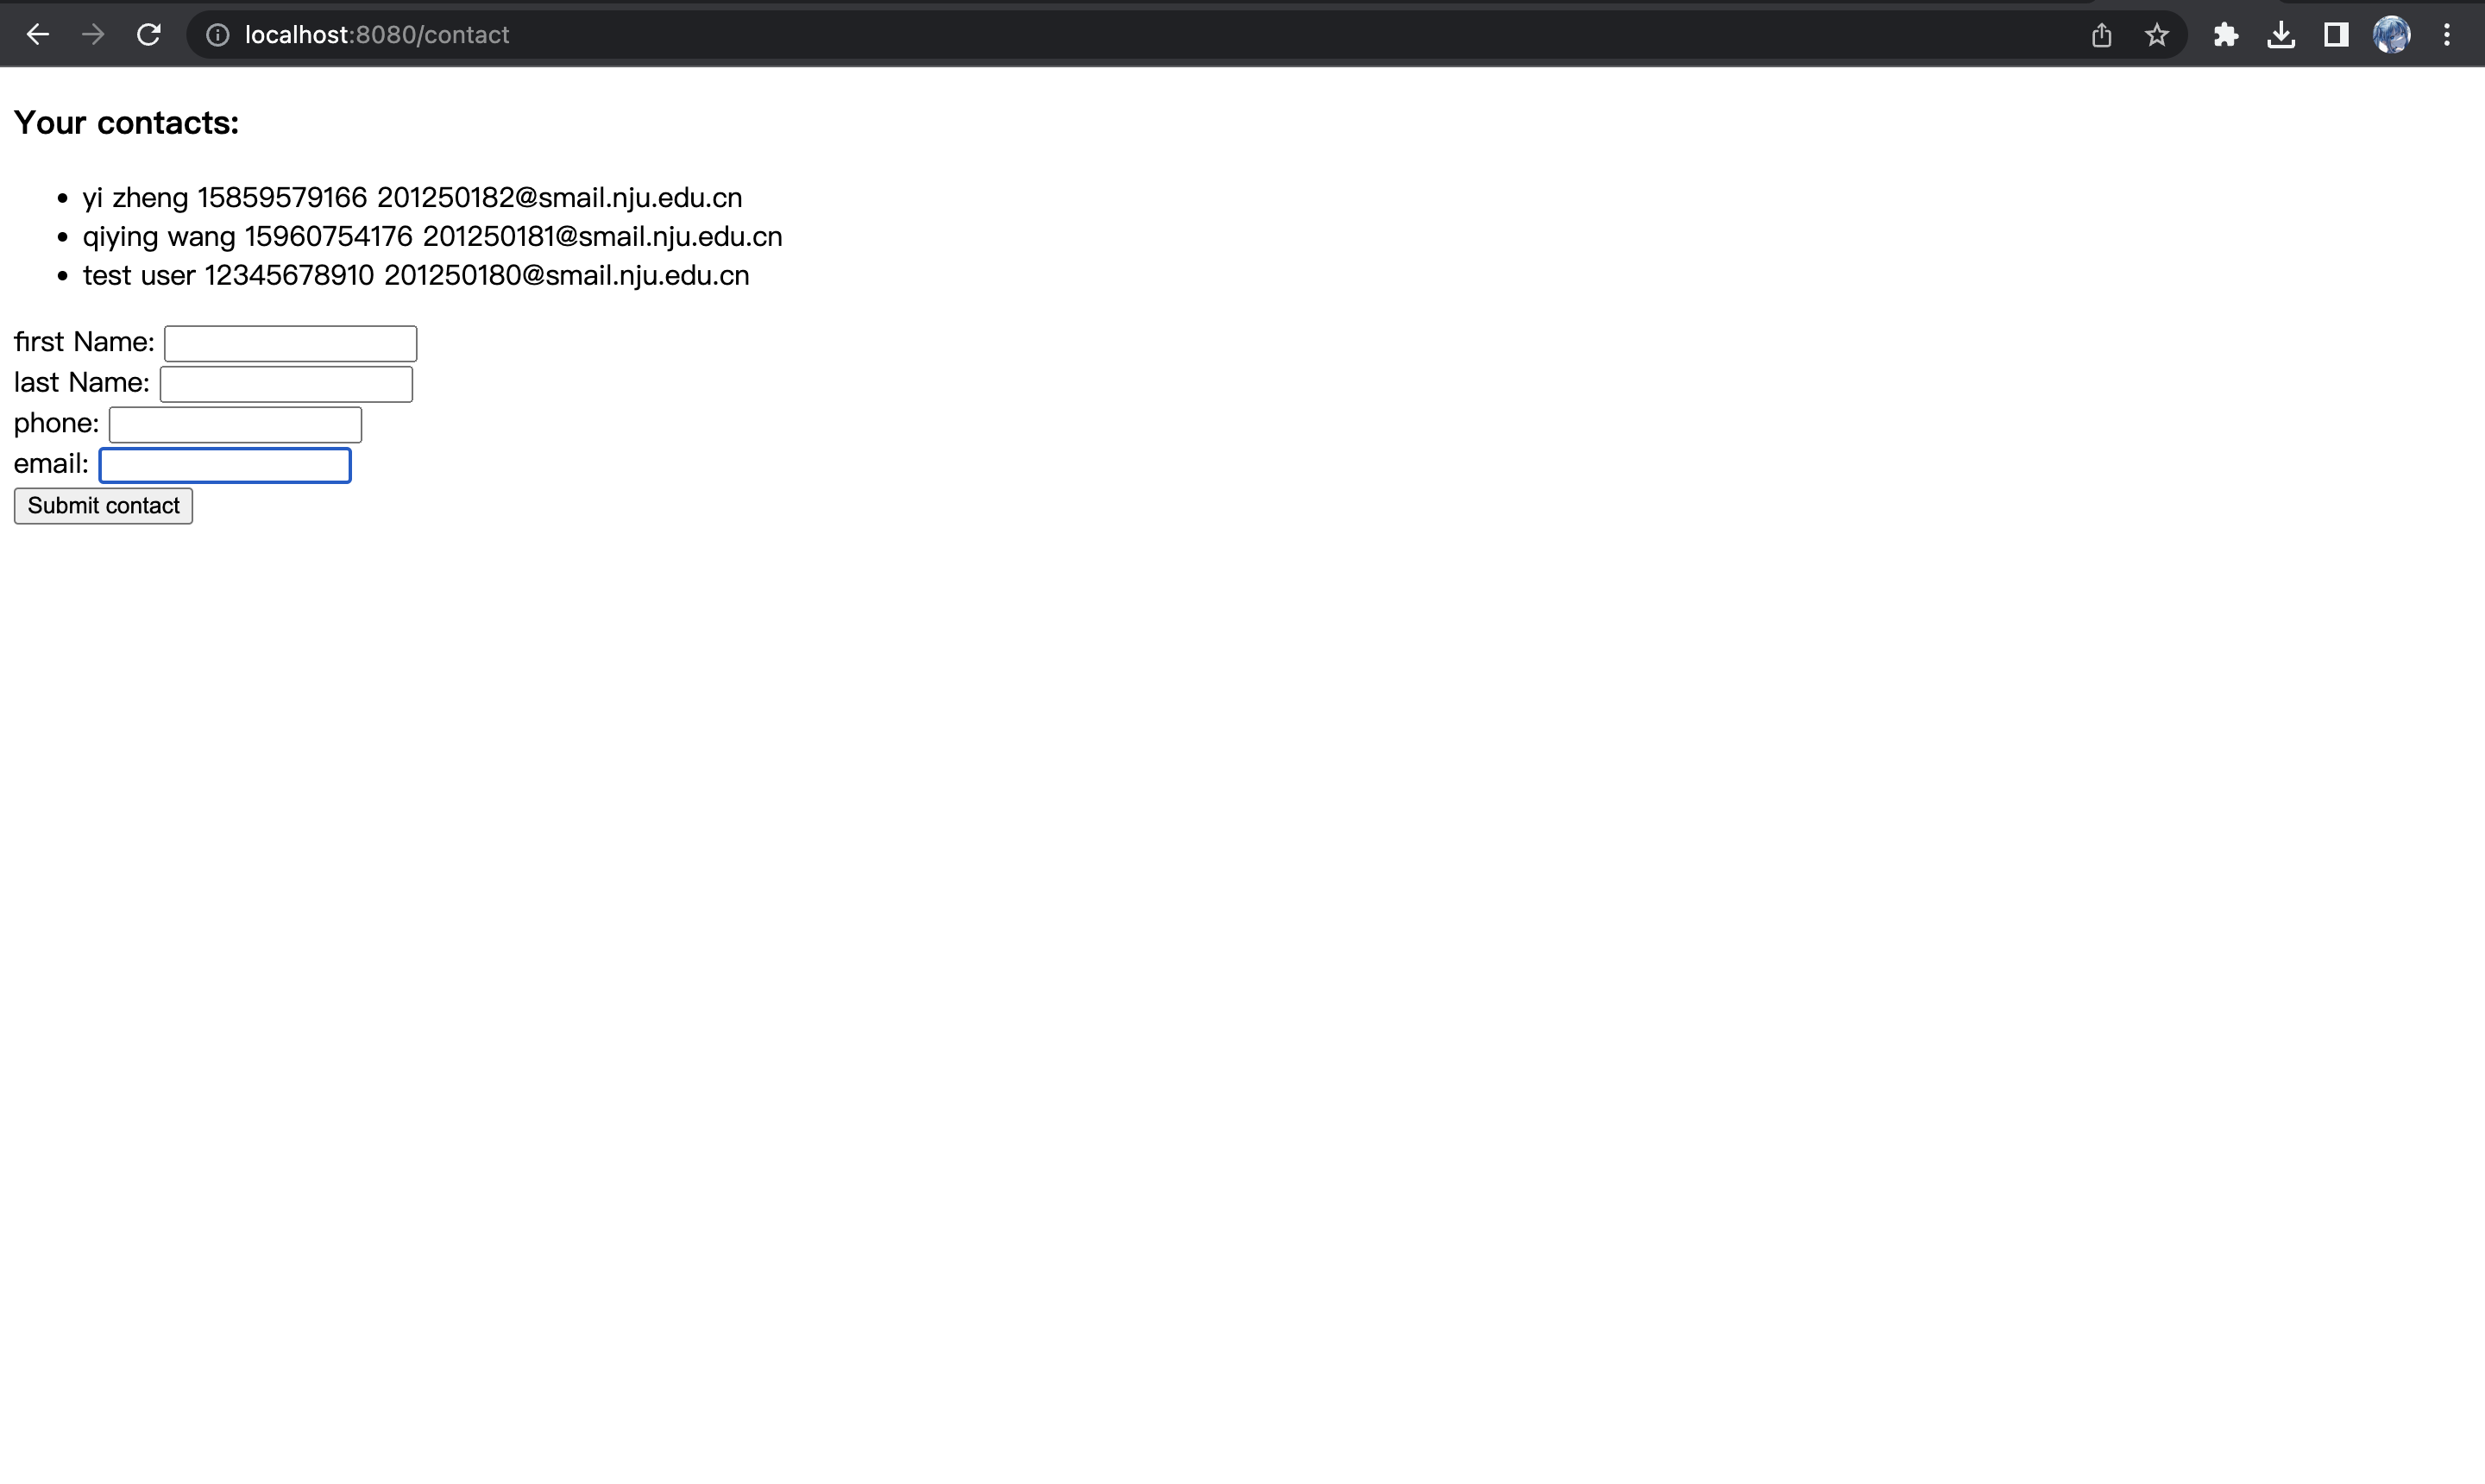 localhost:8080/contact
Your contacts:
yi zheng 15859579166 201250182@smail.nju.edu.cn
qiying wang 15960754176 201250181@smail.nju.edu.cn
test user 12345678910 201250180@smail.nju.edu.cn
first Name:
last Name:
phone:
email:
Submit contact